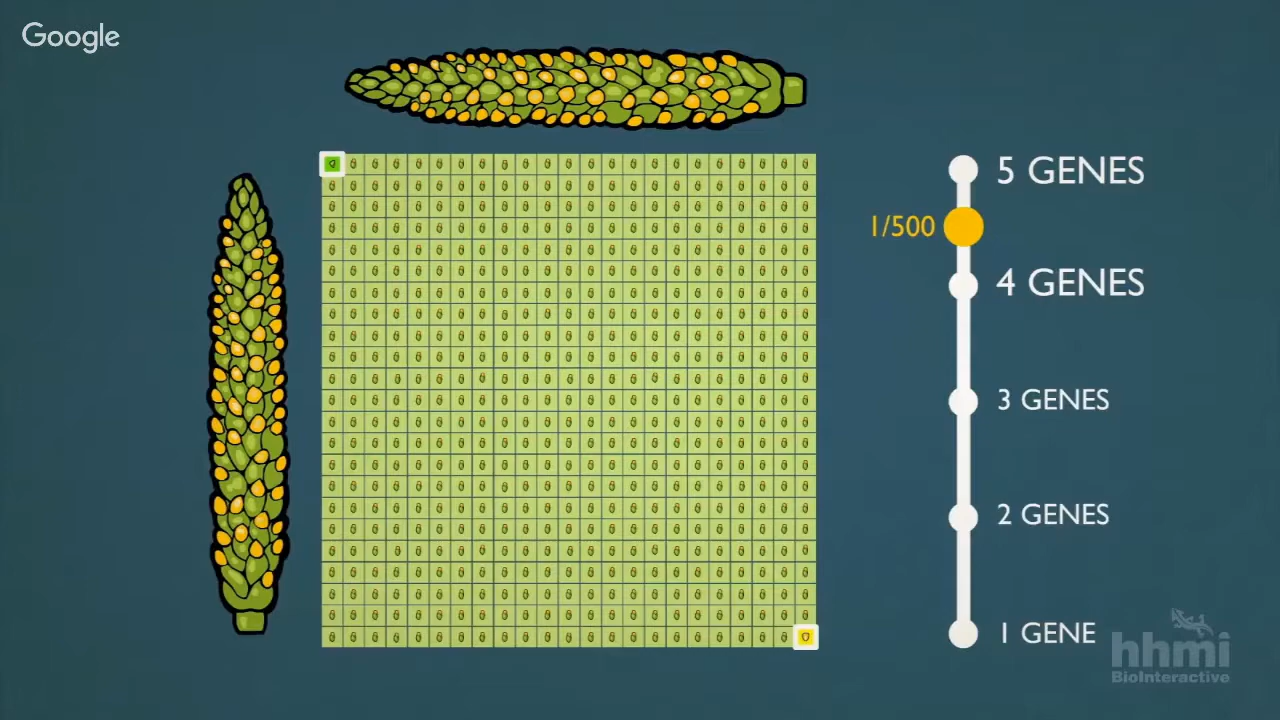 Google
5 GENES
1/500
4 GENES
3 GENES
2 GENES
1 GENE
hhmi
BioInteractive